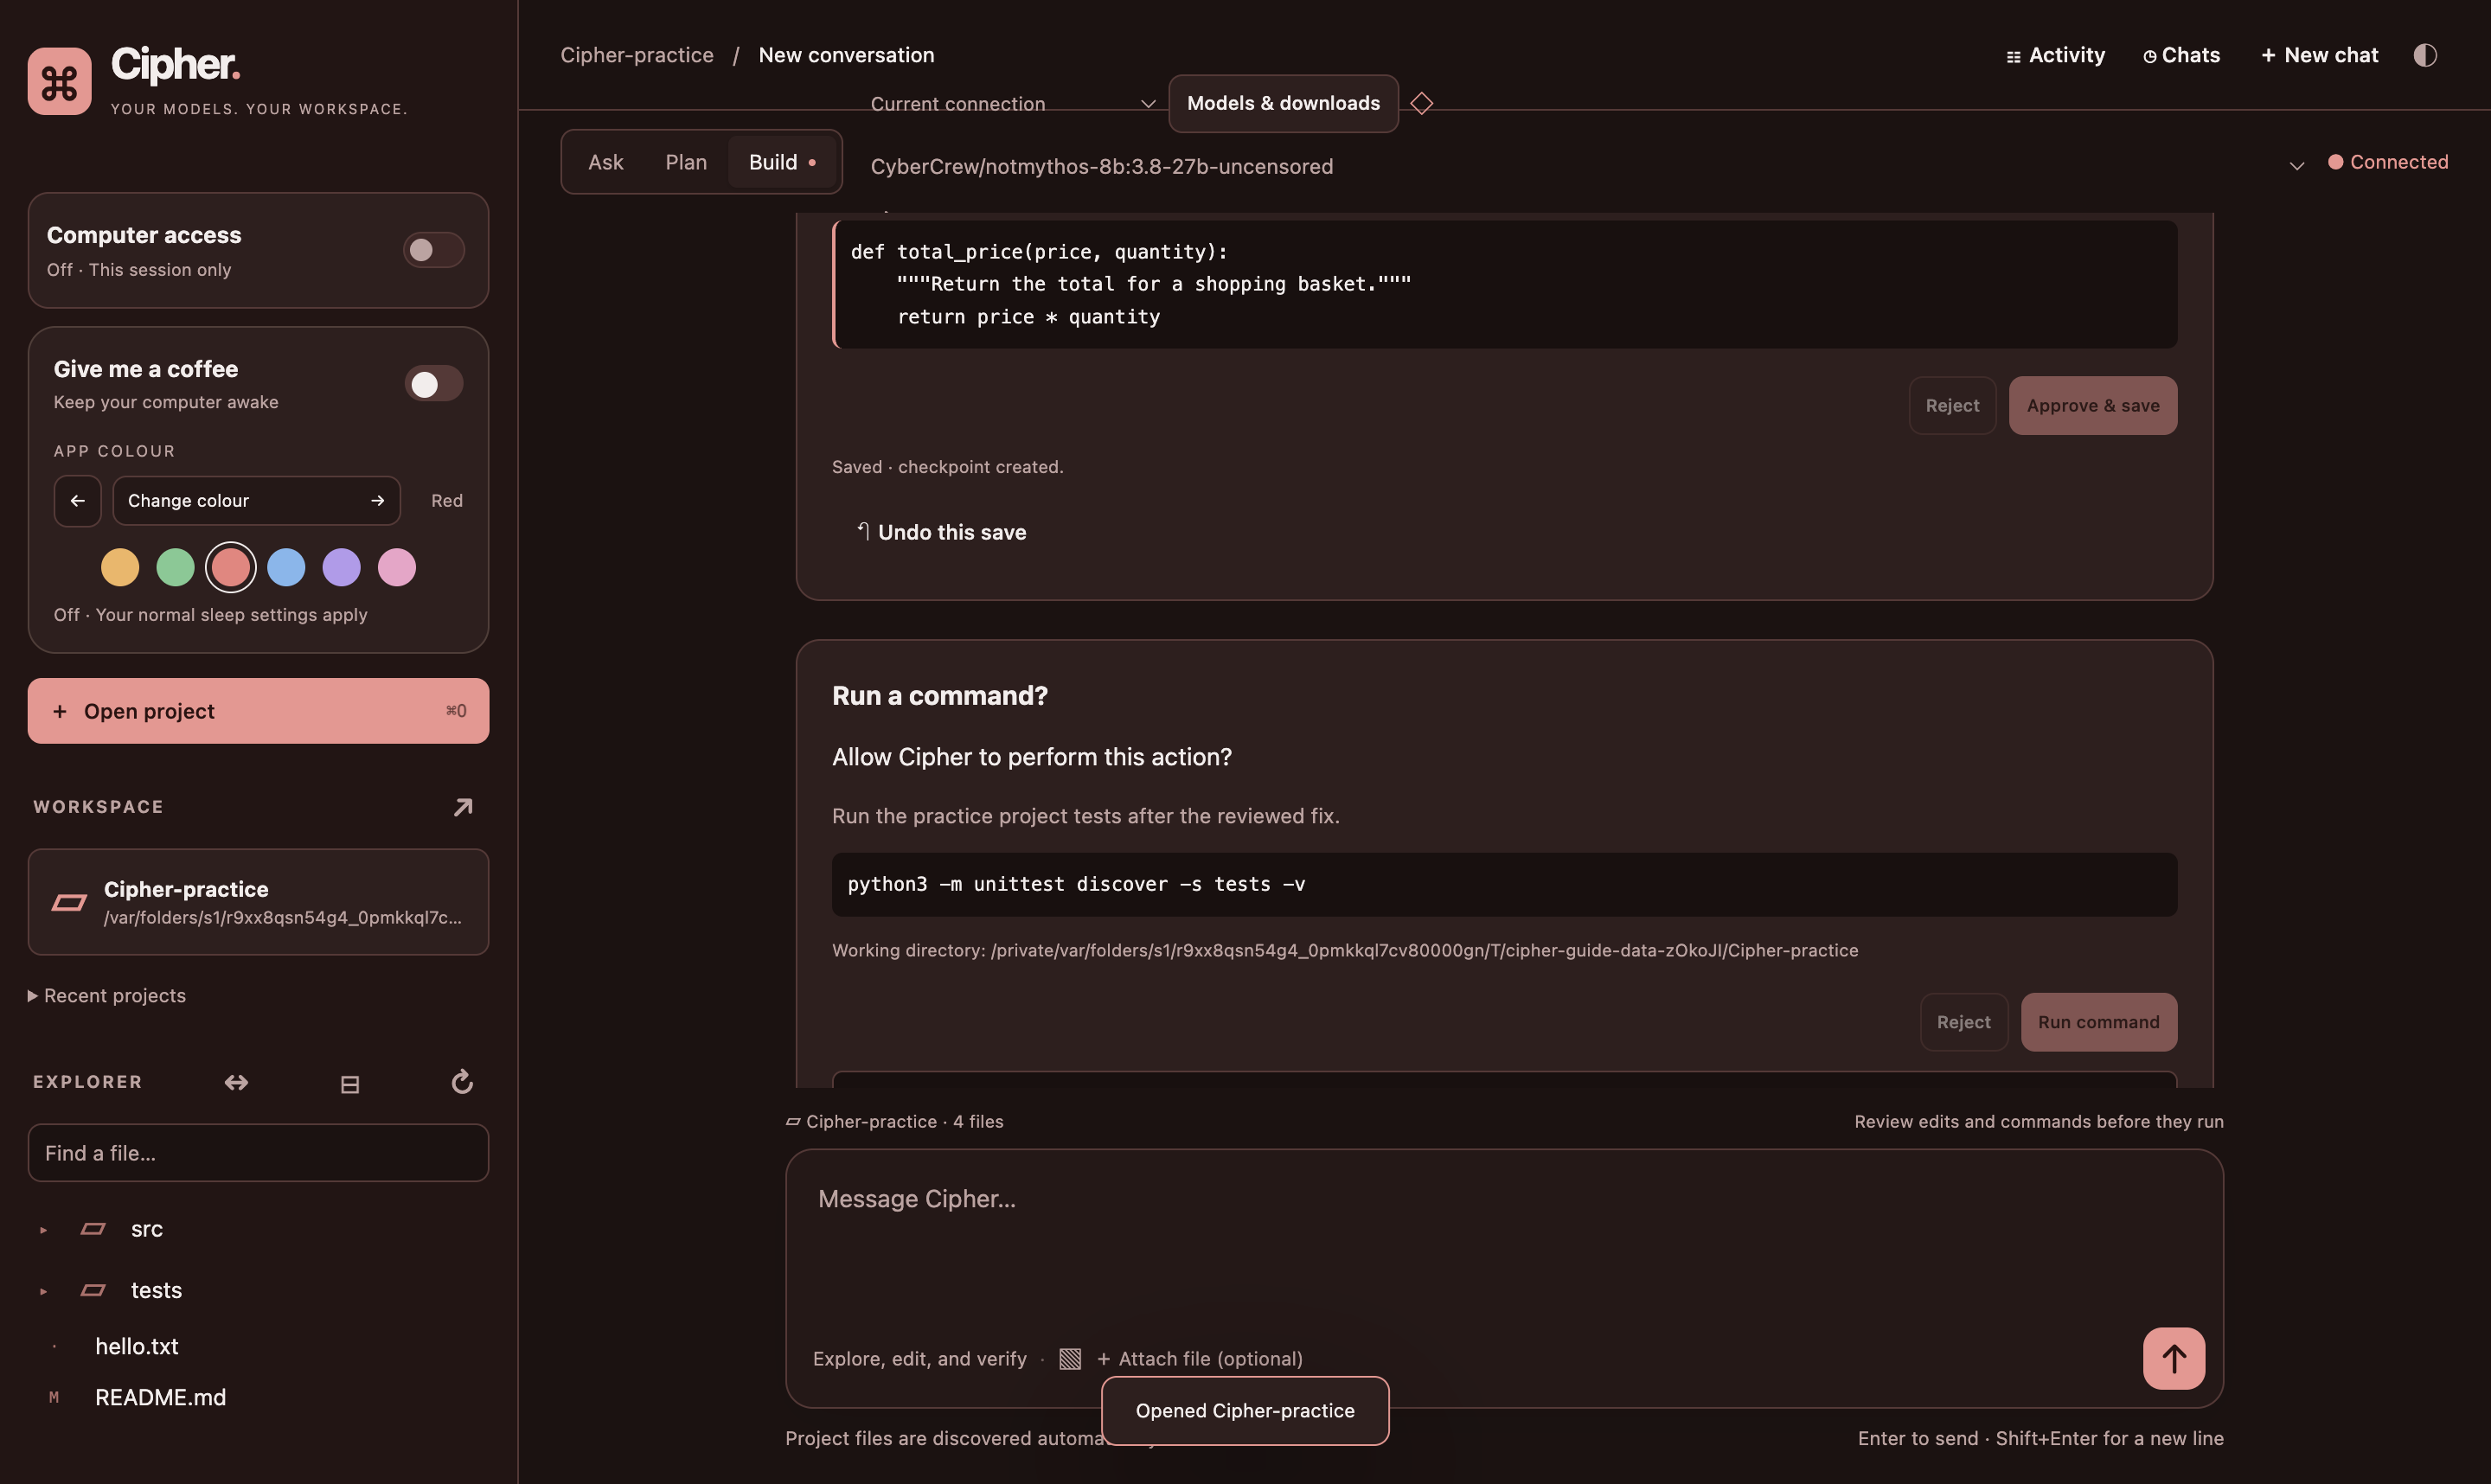 Cipher.
YOUR MODELS. YOUR WORKSPACE.
Computer access
Off · This session only
Give me a coffee
Keep your computer awake
APP COLOUR
← Change colour → Red
Off · Your normal sleep settings apply
+ Open project ⌘O
WORKSPACE
Cipher-practice
/var/folders/s1/r9xx8qsn54g4_0pmkkql7c...
Recent projects
EXPLORER
Find a file...
src
tests
hello.txt
M README.md
Cipher-practice / New conversation
Activity
Chats
+ New chat
Current connection
Models & downloads
Ask
Plan
Build
CyberCrew/notmythos-8b:3.8-27b-uncensored
Connected
def total_price(price, quantity):
    """Return the total for a shopping basket."""
    return price * quantity
Reject
Approve & save
Saved · checkpoint created.
Undo this save
Run a command?
Allow Cipher to perform this action?
Run the practice project tests after the reviewed fix.
python3 -m unittest discover -s tests -v
Working directory: /private/var/folders/s1/r9xx8qsn54g4_0pmkkql7cv80000gn/T/cipher-guide-data-zOkoJI/Cipher-practice
Reject
Run command
Cipher-practice · 4 files
Review edits and commands before they run
Message Cipher...
Explore, edit, and verify · + Attach file (optional)
Opened Cipher-practice
Project files are discovered
Enter to send · Shift+Enter for a new line